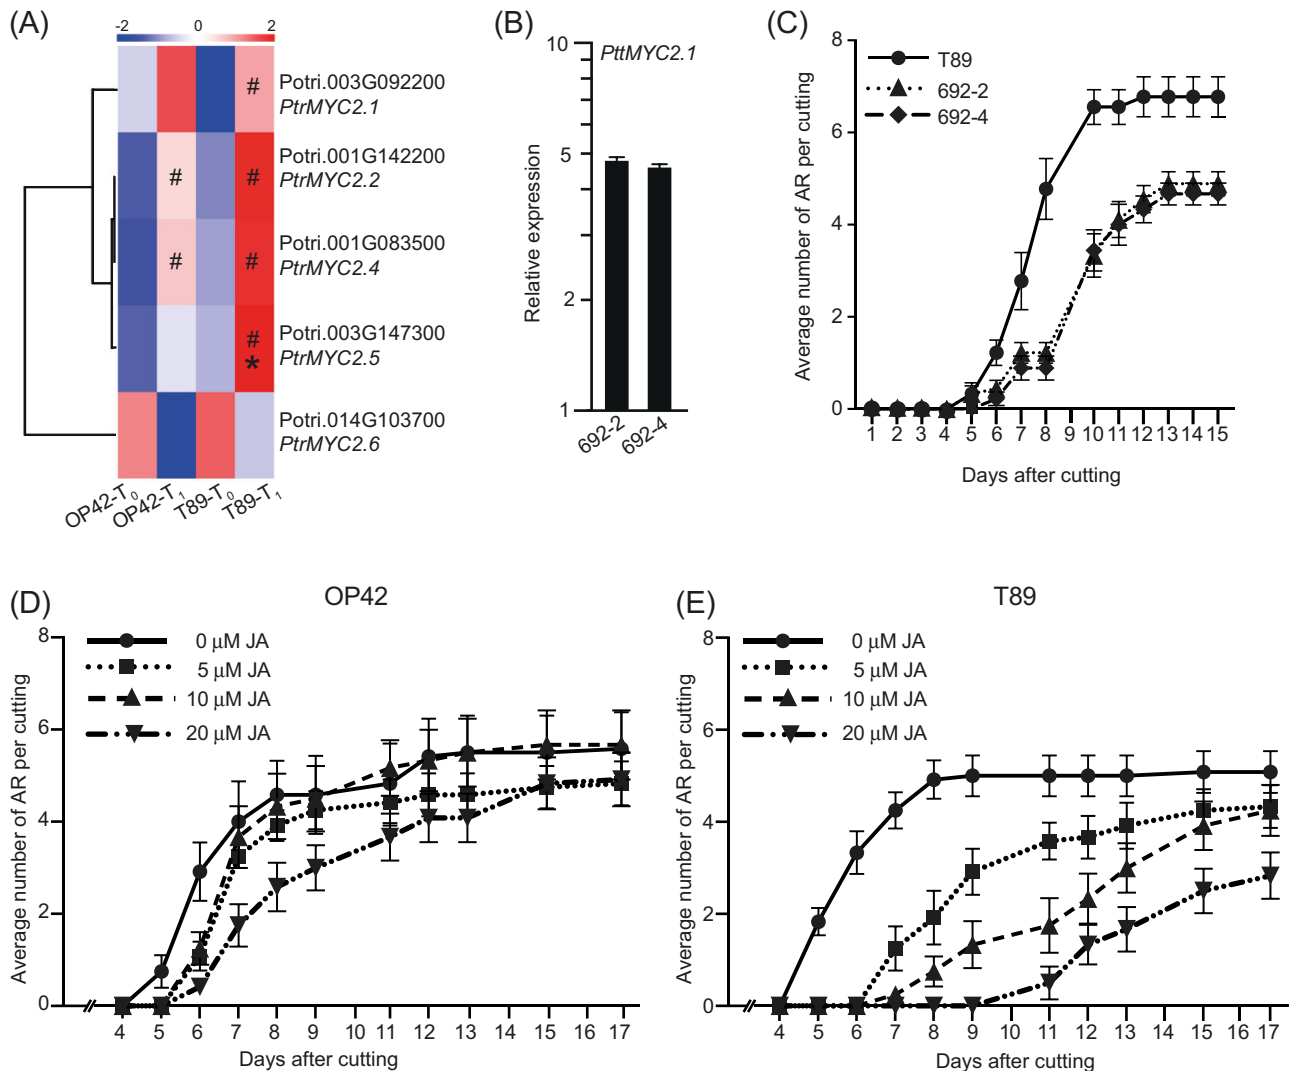 (A)
-2 0 2
# Potri.003G092200
PtrMYC2.1
# # Potri.001G142200
PtrMYC2.2
# # Potri.001G083500
PtrMYC2.4
# Potri.003G147300
* PtrMYC2.5
Potri.014G103700
PtrMYC2.6
OP42-T0 OP42-T1 T89-T0 T89-T1
(B)
PttMYC2.1
Relative expression
10
5
2
1
692-2 692-4
(C)
T89
692-2
692-4
Average number of AR per cutting
8
6
4
2
0
1 2 3 4 5 6 7 8 9 10 11 12 13 14 15
Days after cutting
(D)
OP42
0 µM JA
5 µM JA
10 µM JA
20 µM JA
Average number of AR per cutting
8
6
4
2
0
4 5 6 7 8 9 10 11 12 13 14 15 16 17
Days after cutting
(E)
T89
0 µM JA
5 µM JA
10 µM JA
20 µM JA
Average number of AR per cutting
8
6
4
2
0
4 5 6 7 8 9 10 11 12 13 14 15 16 17
Days after cutting